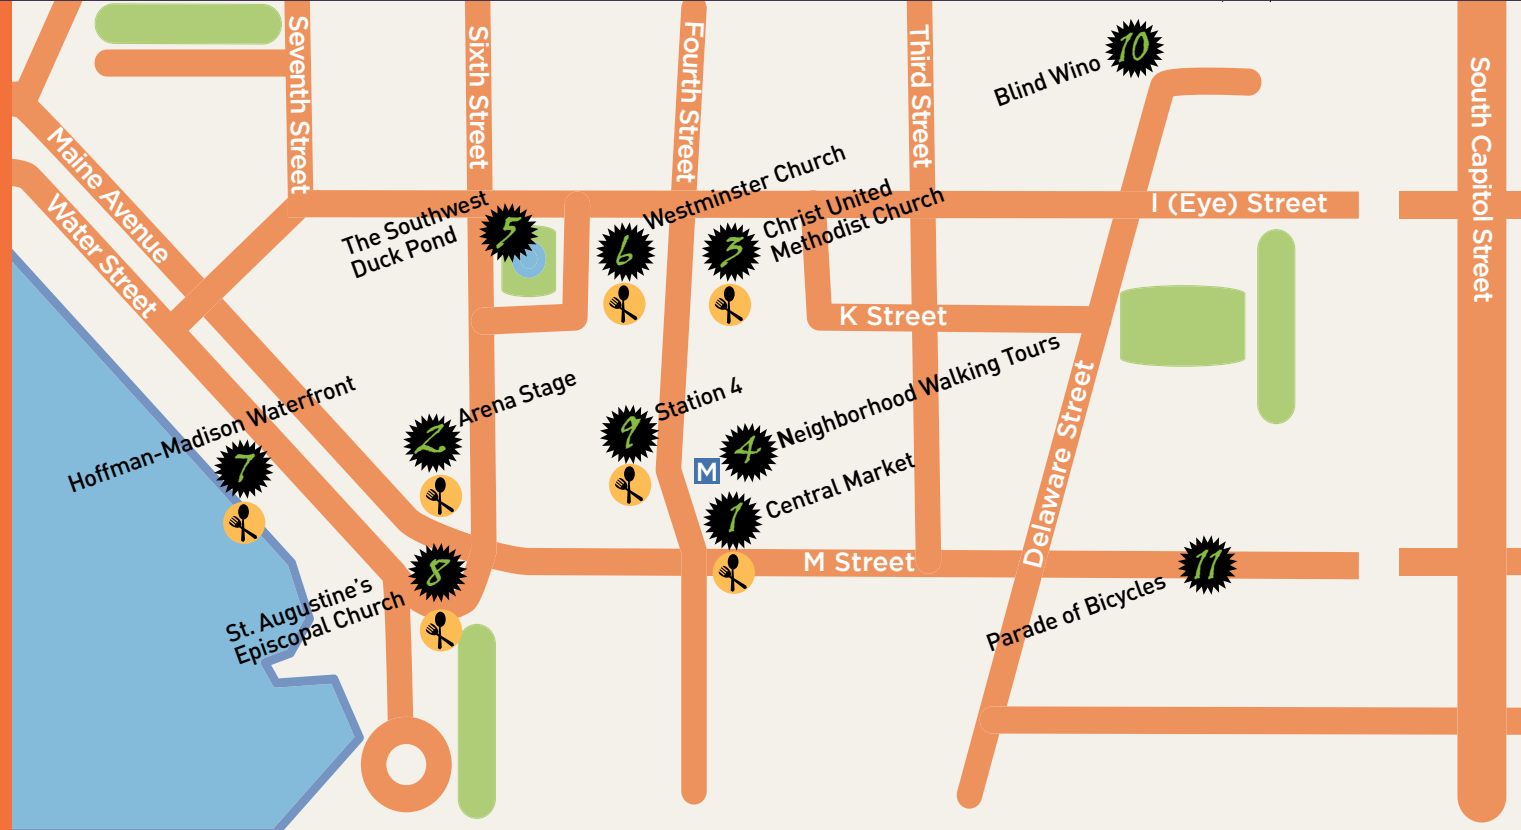 Seventh Street
Sixth Street
Fourth Street
Third Street
10
Blind Wino
South Capitol Street
Maine Avenue
Water Street
I (Eye) Street
The Southwest
Duck Pond
5
6
Westminster Church
3
Christ United
Methodist Church
K Street
Hoffman-Madison Waterfront
7
2
Arena Stage
9
Station 4
M
4
Neighborhood Walking Tours
1
Central Market
Delaware Street
M Street
8
St. Augustine's
Episcopal Church
11
Parade of Bicycles